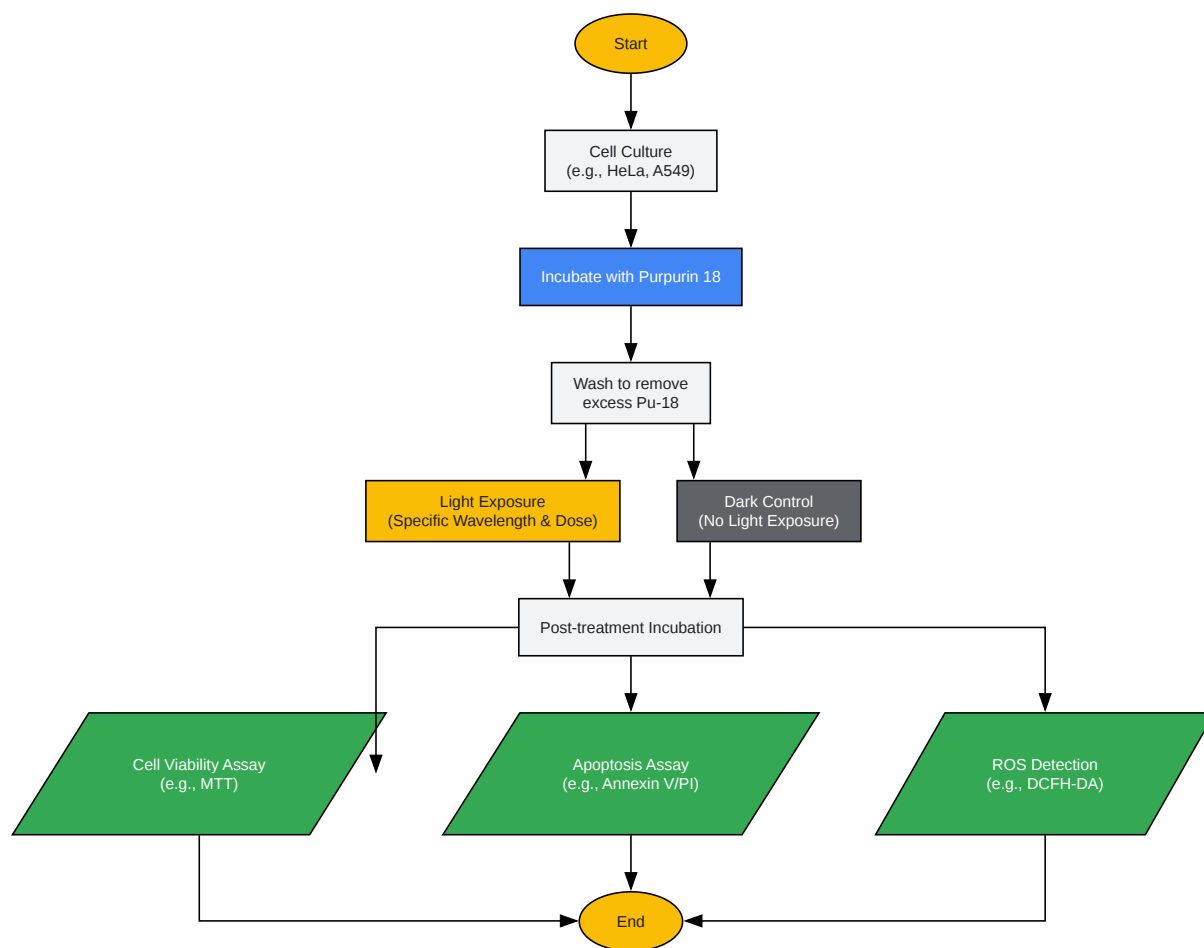 Start
Cell Culture
(e.g., HeLa, A549)
Incubate with Purpurin 18
Wash to remove
excess Pu-18
Light Exposure
(Specific Wavelength & Dose)
Dark Control
(No Light Exposure)
Post-treatment Incubation
Cell Viability Assay
(e.g., MTT)
Apoptosis Assay
(e.g., Annexin V/PI)
ROS Detection
(e.g., DCFH-DA)
End